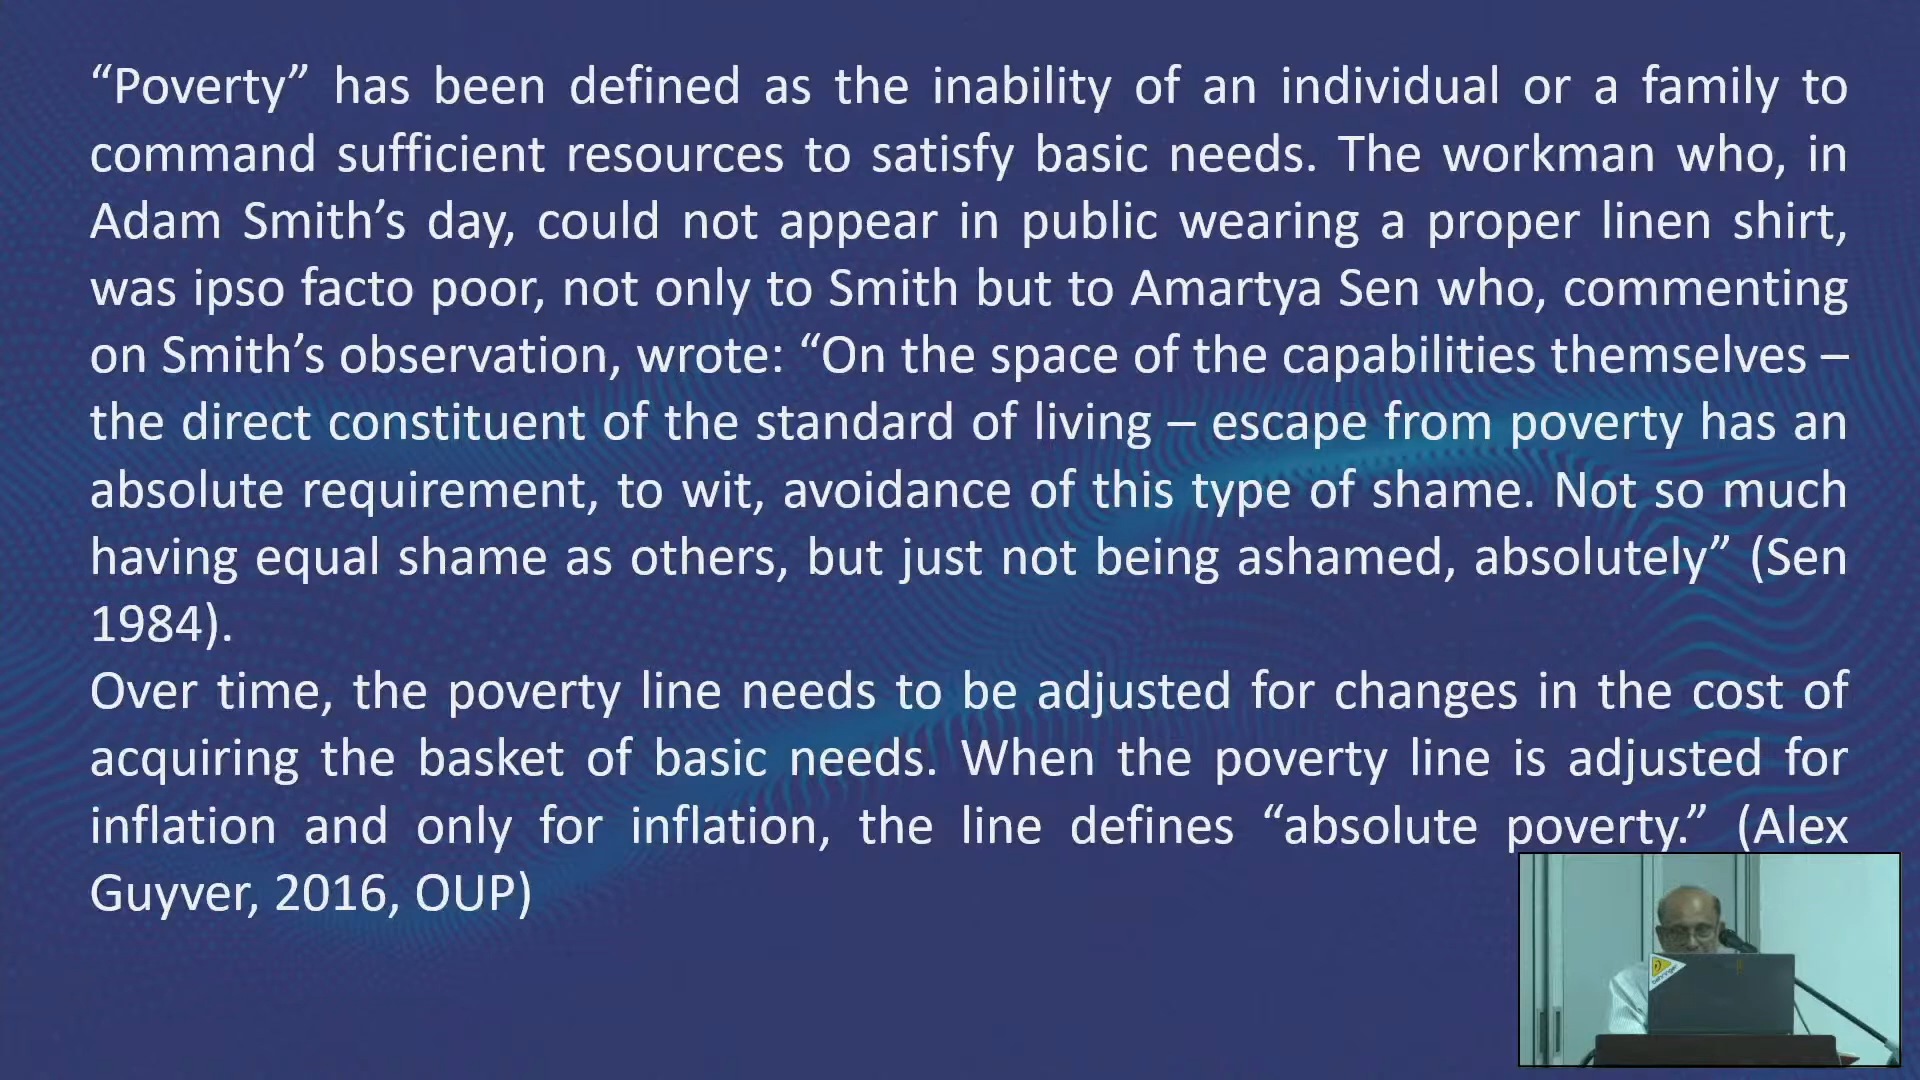 “Poverty” has been defined as the inability of an individual or a family to
command sufficient resources to satisfy basic needs. The workman who, in
Adam Smith’s day, could not appear in public wearing a proper linen shirt,
was ipso facto poor, not only to Smith but to Amartya Sen who, commenting
on Smith’s observation, wrote: “On the space of the capabilities themselves –
the direct constituent of the standard of living – escape from poverty has an
absolute requirement, to wit, avoidance of this type of shame. Not so much
having equal shame as others, but just not being ashamed, absolutely” (Sen
1984).
Over time, the poverty line needs to be adjusted for changes in the cost of
acquiring the basket of basic needs. When the poverty line is adjusted for
inflation and only for inflation, the line defines “absolute poverty.” (Alex
Guyver, 2016, OUP)